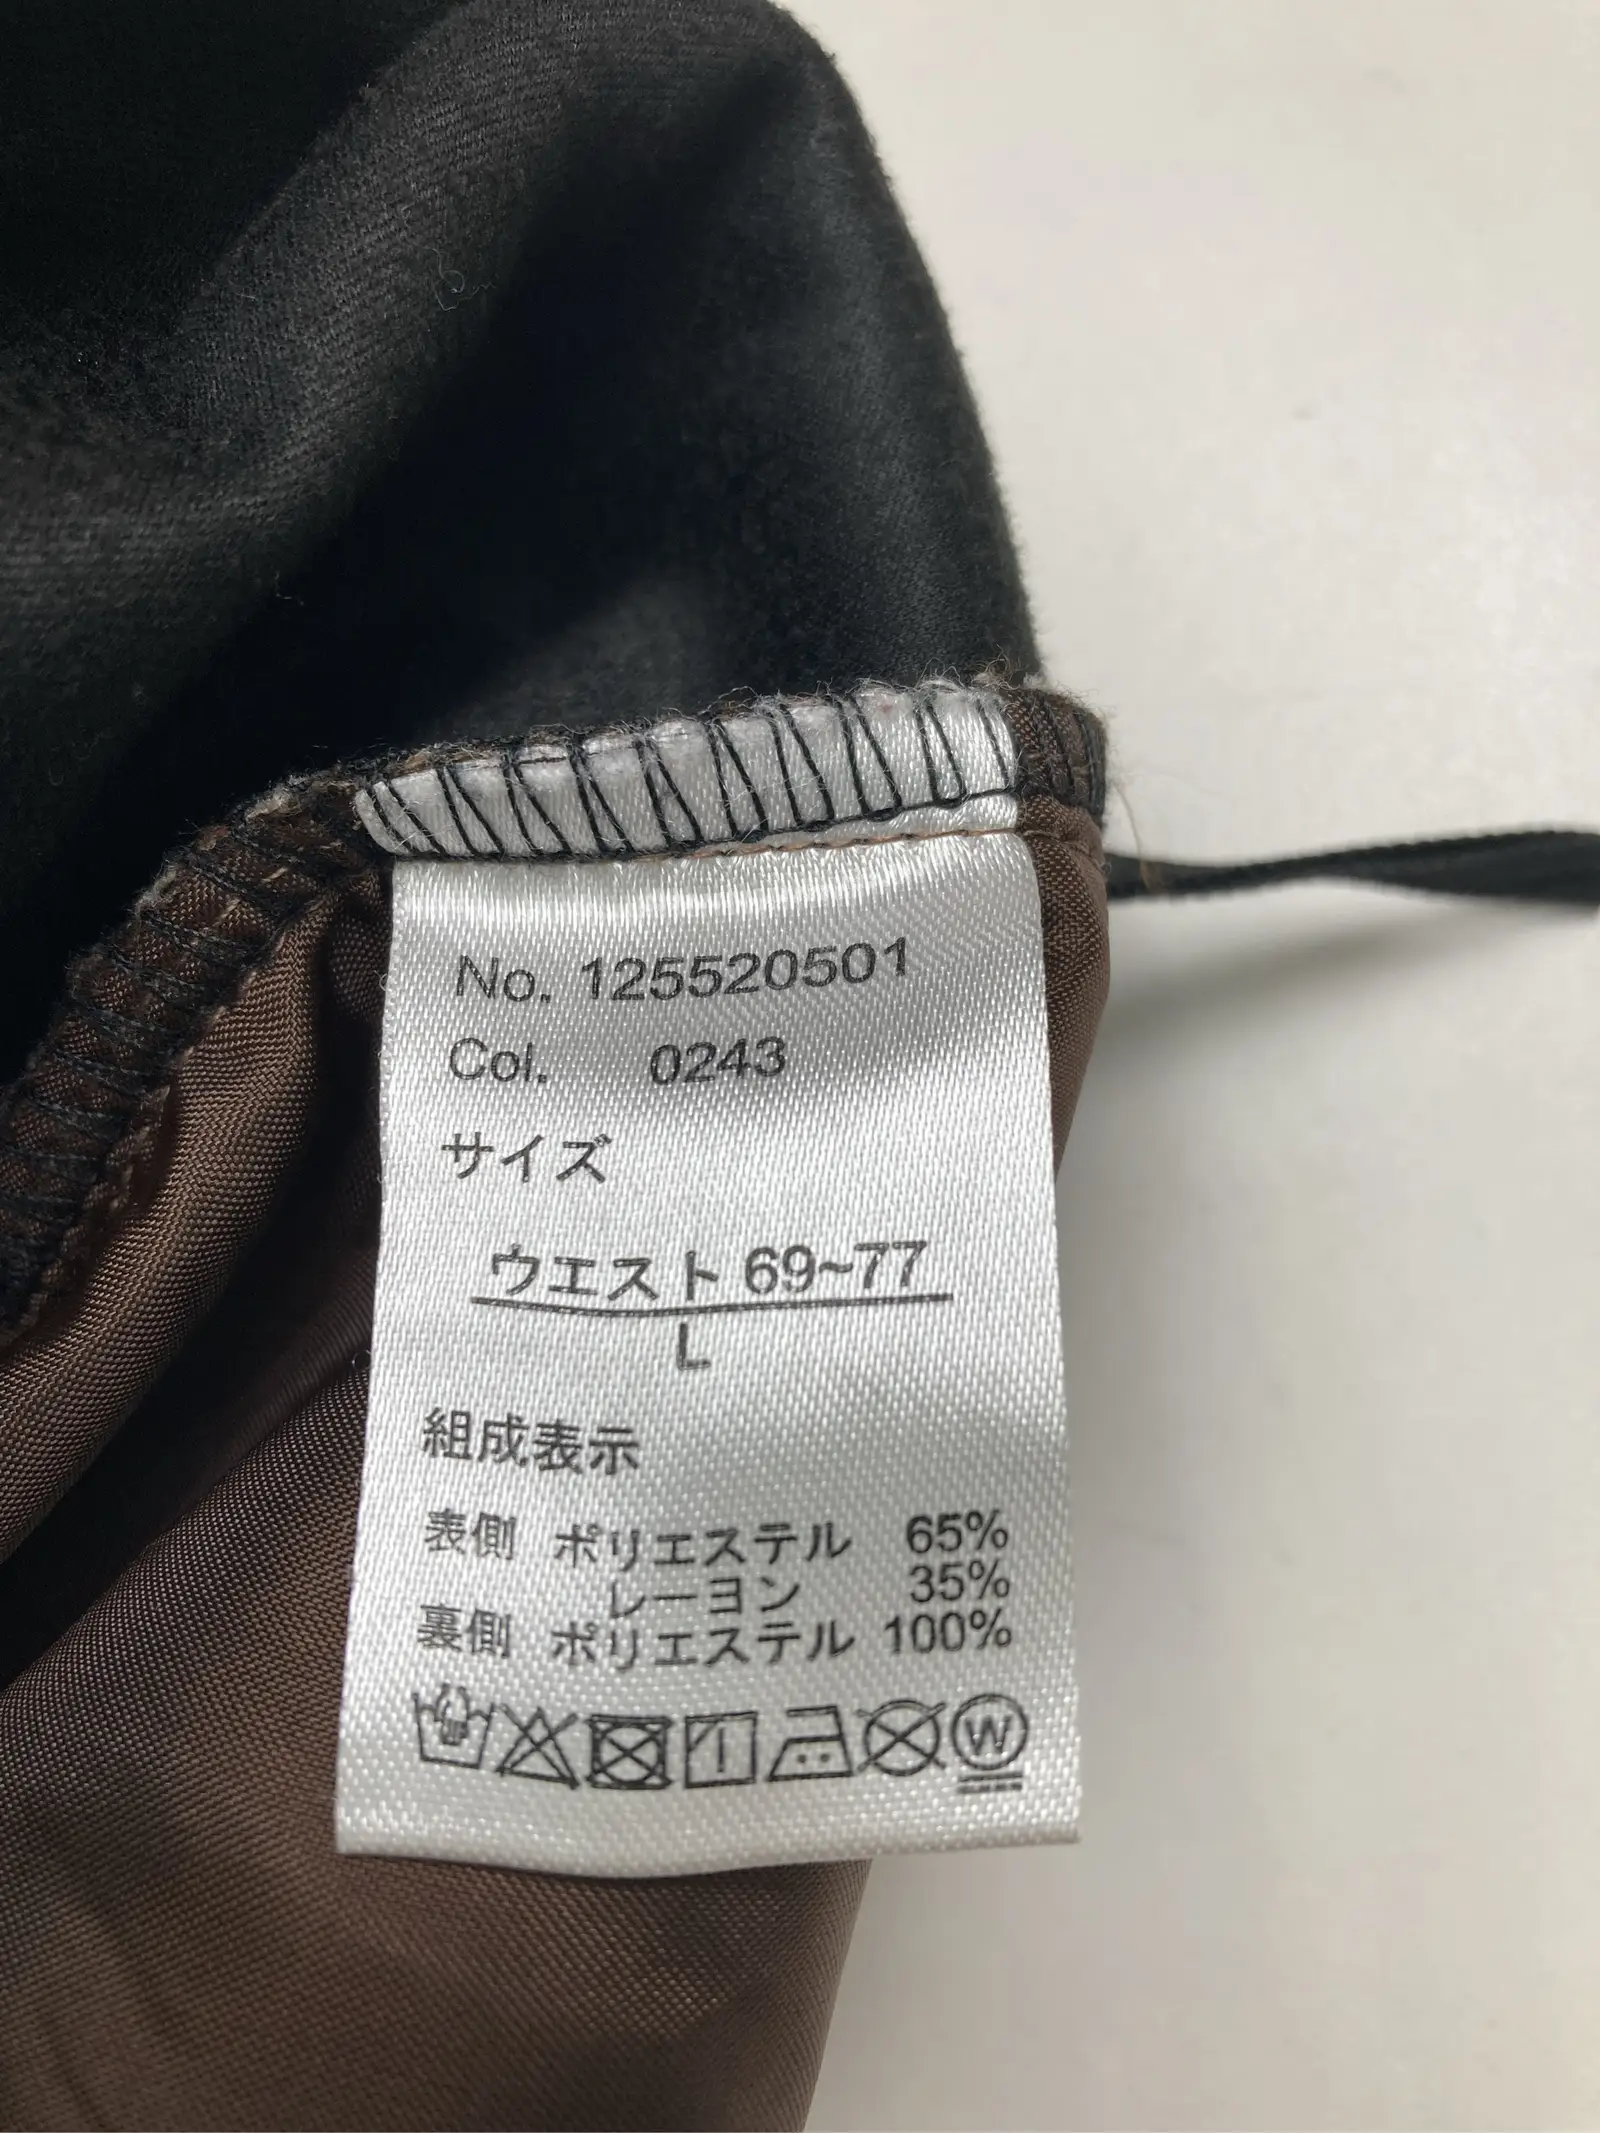 No. 125520501
Col. 0243
サイズ
ウエスト 69~77
L
組成表示
表側 ポリエステル 65%
レーヨン 35%
裏側 ポリエステル 100%
W